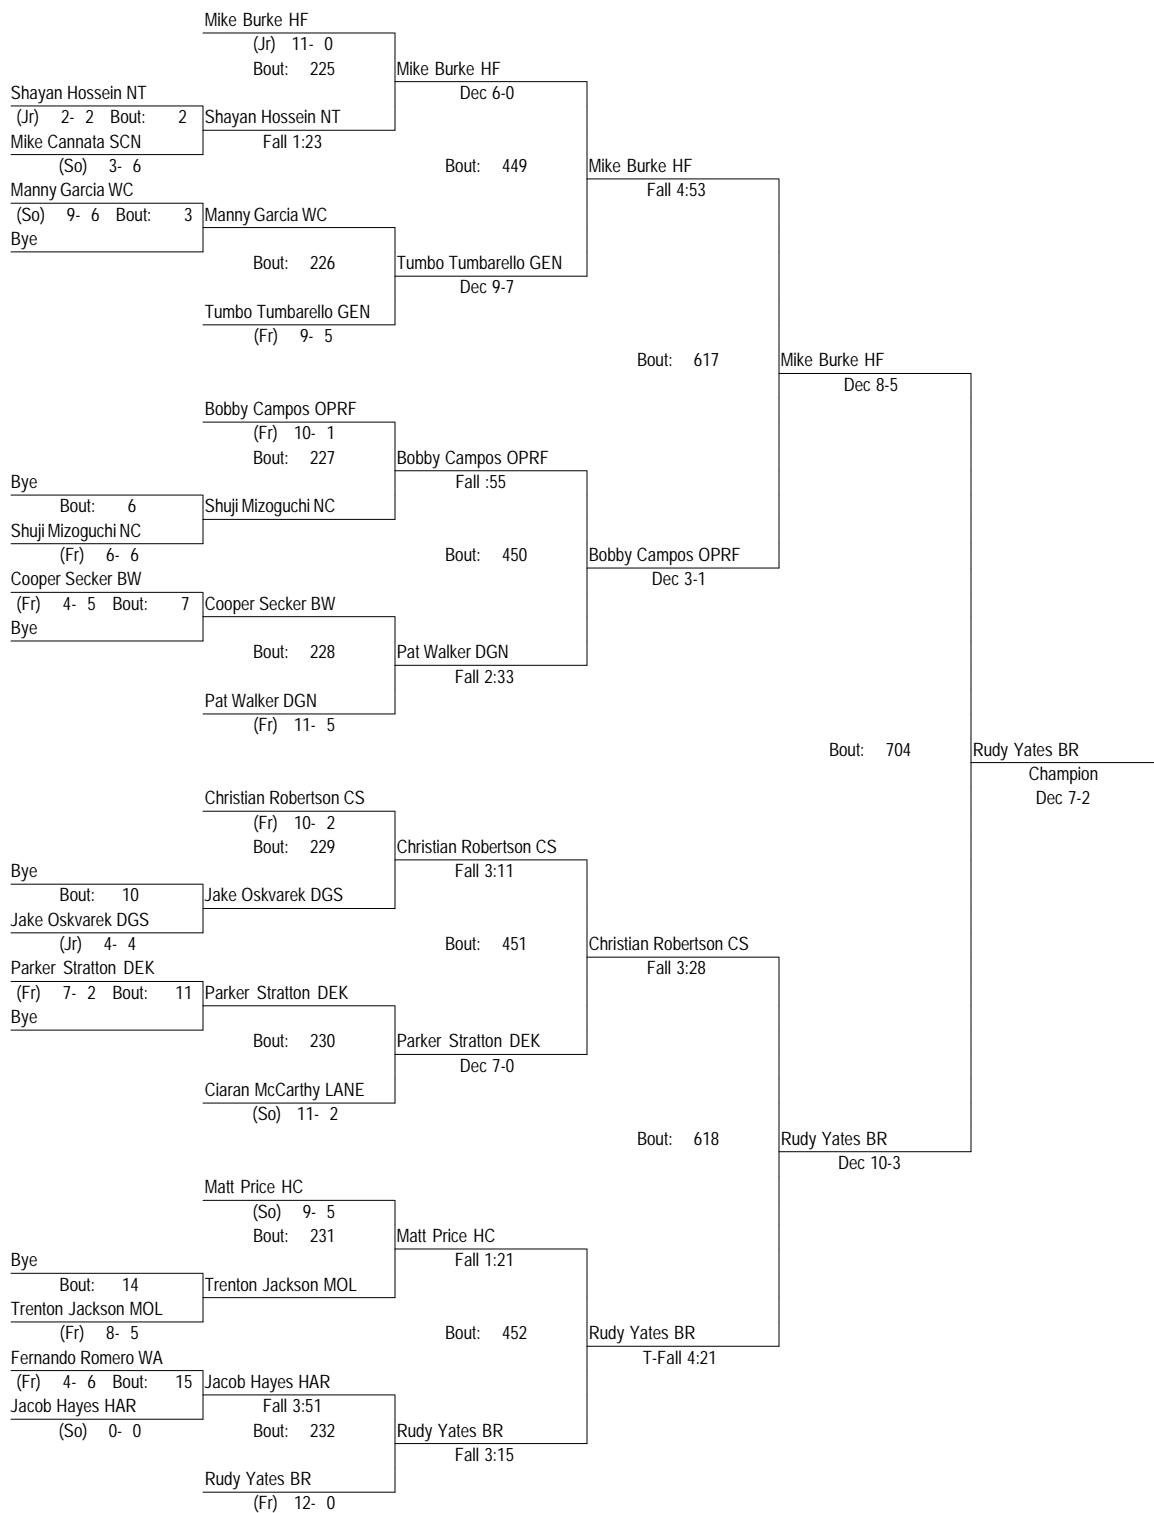 Mike Burke HF
(Jr) 11- 0
Bout: 225
Mike Burke HF
Dec 6-0
Shayan Hossein NT
(Jr) 2- 2 Bout: 2
Shayan Hossein NT
Fall 1:23
Mike Cannata SCN
(So) 3- 6
Bout: 449
Mike Burke HF
Fall 4:53
Manny Garcia WC
(So) 9- 6 Bout: 3
Manny Garcia WC
Bye
Bout: 226
Tumbo Tumbarello GEN
Dec 9-7
Tumbo Tumbarello GEN
(Fr) 9- 5
Bout: 617
Mike Burke HF
Dec 8-5
Bobby Campos OPRF
(Fr) 10- 1
Bout: 227
Bobby Campos OPRF
Fall :55
Bye
Bout: 6
Shuji Mizoguchi NC
Shuji Mizoguchi NC
(Fr) 6- 6
Bout: 450
Bobby Campos OPRF
Dec 3-1
Cooper Secker BW
(Fr) 4- 5 Bout: 7
Cooper Secker BW
Bye
Bout: 228
Pat Walker DGN
Fall 2:33
Pat Walker DGN
(Fr) 11- 5
Bout: 704
Rudy Yates BR
Champion
Dec 7-2
Christian Robertson CS
(Fr) 10- 2
Bout: 229
Christian Robertson CS
Fall 3:11
Bye
Bout: 10
Jake Oskvarek DGS
Jake Oskvarek DGS
(Jr) 4- 4
Bout: 451
Christian Robertson CS
Fall 3:28
Parker Stratton DEK
(Fr) 7- 2 Bout: 11
Parker Stratton DEK
Bye
Bout: 230
Parker Stratton DEK
Dec 7-0
Ciaran McCarthy LANE
(So) 11- 2
Bout: 618
Rudy Yates BR
Dec 10-3
Matt Price HC
(So) 9- 5
Bout: 231
Matt Price HC
Fall 1:21
Bye
Bout: 14
Trenton Jackson MOL
Trenton Jackson MOL
(Fr) 8- 5
Bout: 452
Rudy Yates BR
T-Fall 4:21
Fernando Romero WA
(Fr) 4- 6 Bout: 15
Jacob Hayes HAR
Fall 3:51
Jacob Hayes HAR
(So) 0- 0
Bout: 232
Rudy Yates BR
Fall 3:15
Rudy Yates BR
(Fr) 12- 0